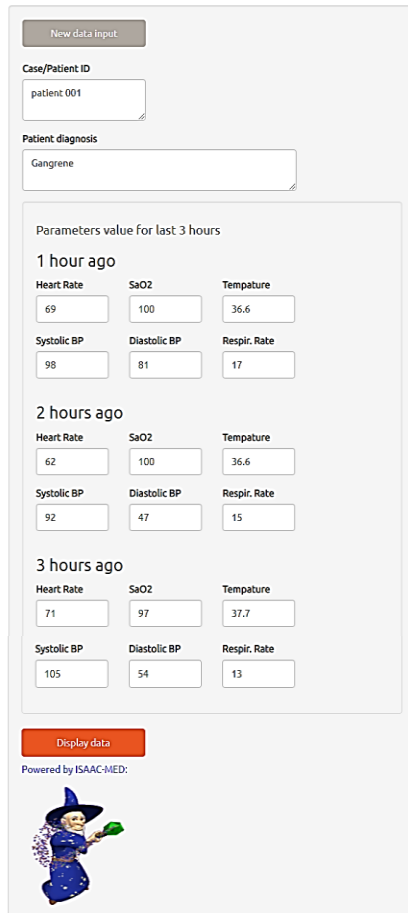 New data input
Case/Patient ID
patient 001
Patient diagnosis
Gangrene
Parameters value for last 3 hours
1 hour ago
Heart Rate SaO2 Tempature
69 100 36.6
Systolic BP Diastolic BP Respir. Rate
98 81 17
2 hours ago
Heart Rate SaO2 Tempature
62 100 36.6
Systolic BP Diastolic BP Respir. Rate
92 47 15
3 hours ago
Heart Rate SaO2 Tempature
71 97 37.7
Systolic BP Diastolic BP Respir. Rate
105 54 13
Display data
Powered by ISAAC-MED: